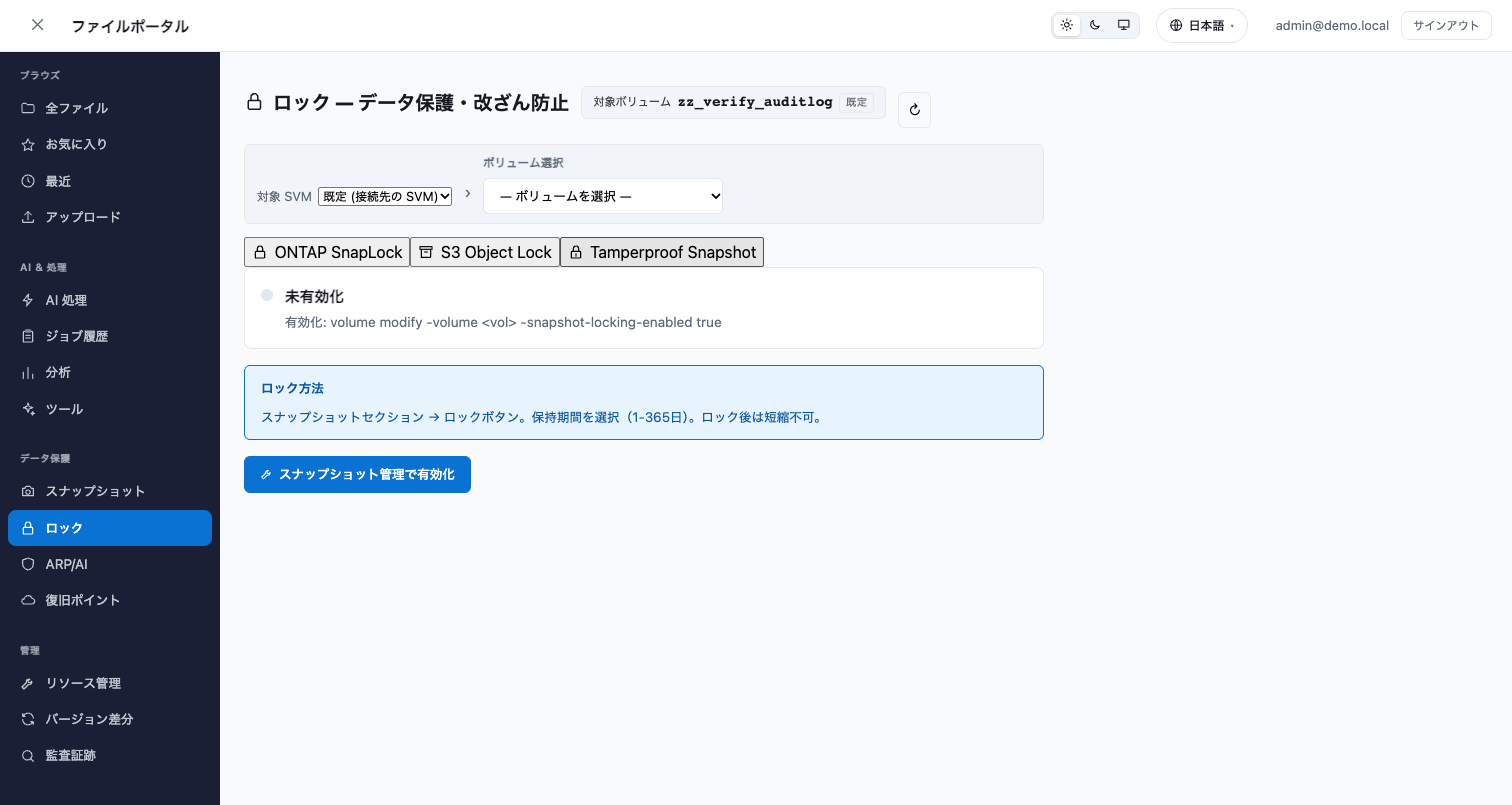 ファイルポータル
日本語
admin@demo.local
サインアウト
ブラウズ
全ファイル
お気に入り
最近
アップロード
AI & 処理
AI 処理
ジョブ履歴
分析
ツール
データ保護
スナップショット
ロック
ARP/AI
復旧ポイント
管理
リソース管理
バージョン差分
監査証跡
ロック — データ保護・改ざん防止
対象ボリューム zz_verify_auditlog 既定
ボリューム選択
対象 SVM 既定 (接続先の SVM) › — ボリュームを選択 —
ONTAP SnapLock
S3 Object Lock
Tamperproof Snapshot
未有効化
有効化: volume modify -volume <vol> -snapshot-locking-enabled true
ロック方法
スナップショットセクション → ロックボタン。保持期間を選択（1-365日）。ロック後は短縮不可。
スナップショット管理で有効化